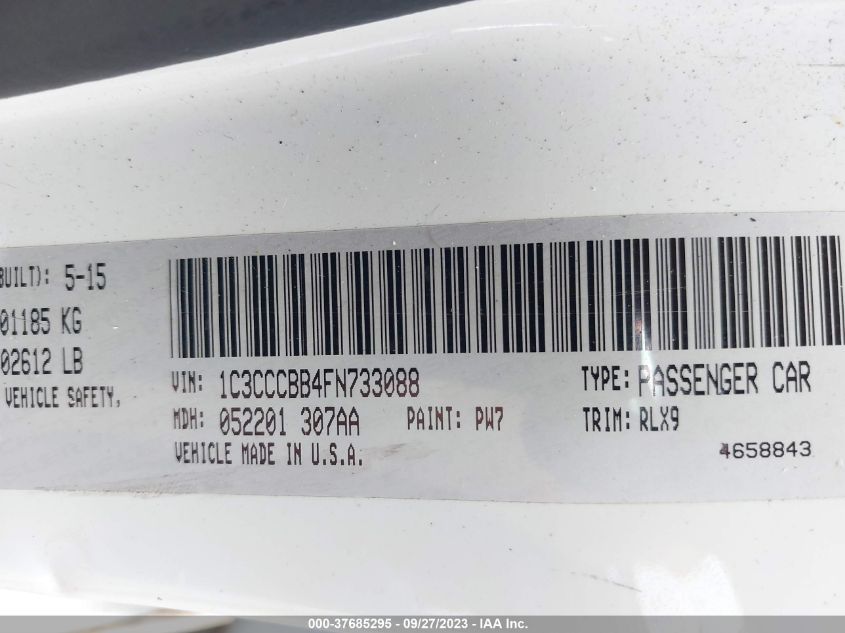 BUILT): 5-15
01185 KG
02612 LB
VEHICLE SAFETY,
VIN: 1C3CCCBB4FN733088 TYPE: PASSENGER CAR
MDH: 052201 307AA PAINT: PW7 TRIM: RLX9
VEHICLE MADE IN U.S.A. 4658843
000-37685295 - 09/27/2023 - IAA Inc.